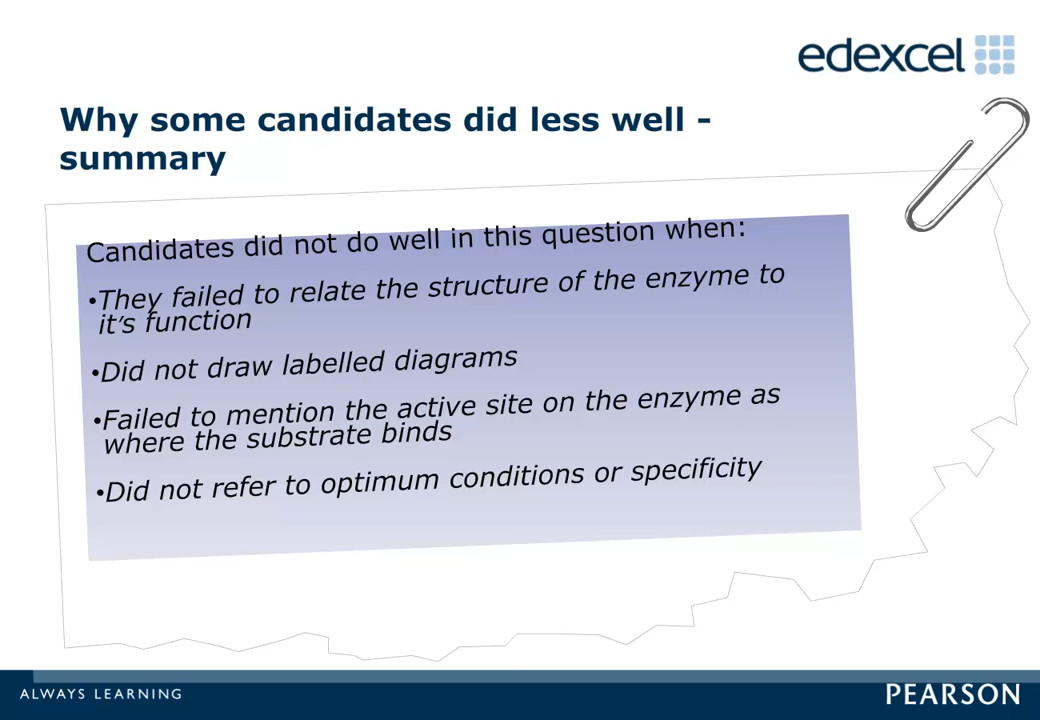 edexcel
Why some candidates did less well -
summary
Candidates did not do well in this question when:
•They failed to relate the structure of the enzyme to
it’s function
•Did not draw labelled diagrams
•Failed to mention the active site on the enzyme as
where the substrate binds
•Did not refer to optimum conditions or specificity
ALWAYS LEARNING
PEARSON